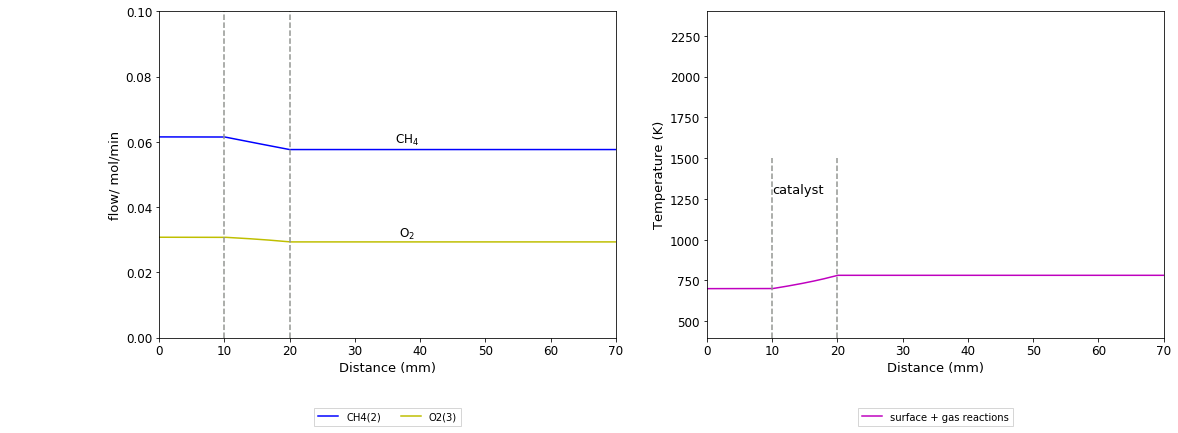 0.10
0.08
0.06
0.04
0.02
0.00
flow/ mol/min
CH₄
O₂
0 10 20 30 40 50 60 70
Distance (mm)
CH4(2) O2(3)
2250
2000
1750
1500
1250
1000
750
500
Temperature (K)
catalyst
0 10 20 30 40 50 60 70
Distance (mm)
surface + gas reactions